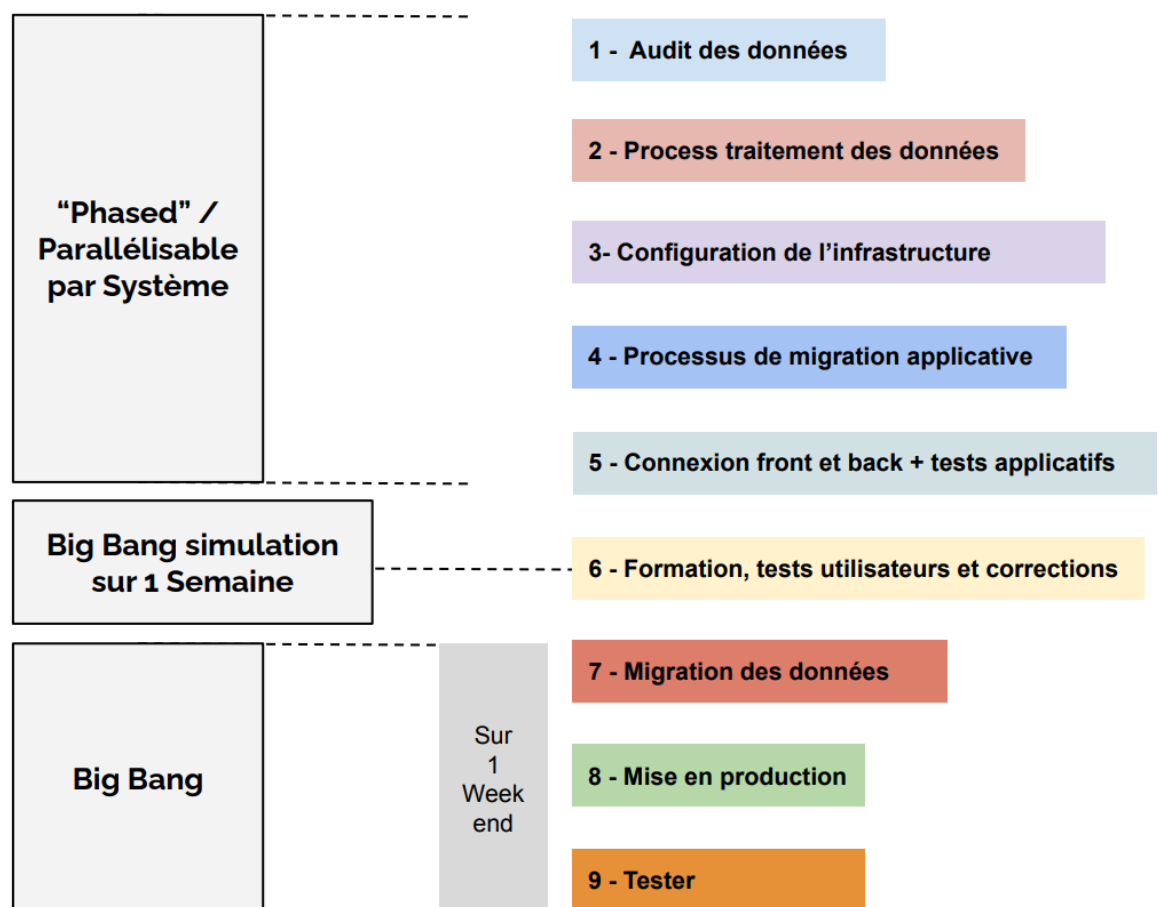 “Phased” /
Parallélisable
par Système
1 - Audit des données
2 - Process traitement des données
3- Configuration de l’infrastructure
4 - Processus de migration applicative
5 - Connexion front et back + tests applicatifs
Big Bang simulation
sur 1 Semaine
6 - Formation, tests utilisateurs et corrections
Big Bang
Sur
1
Week
end
7 - Migration des données
8 - Mise en production
9 - Tester